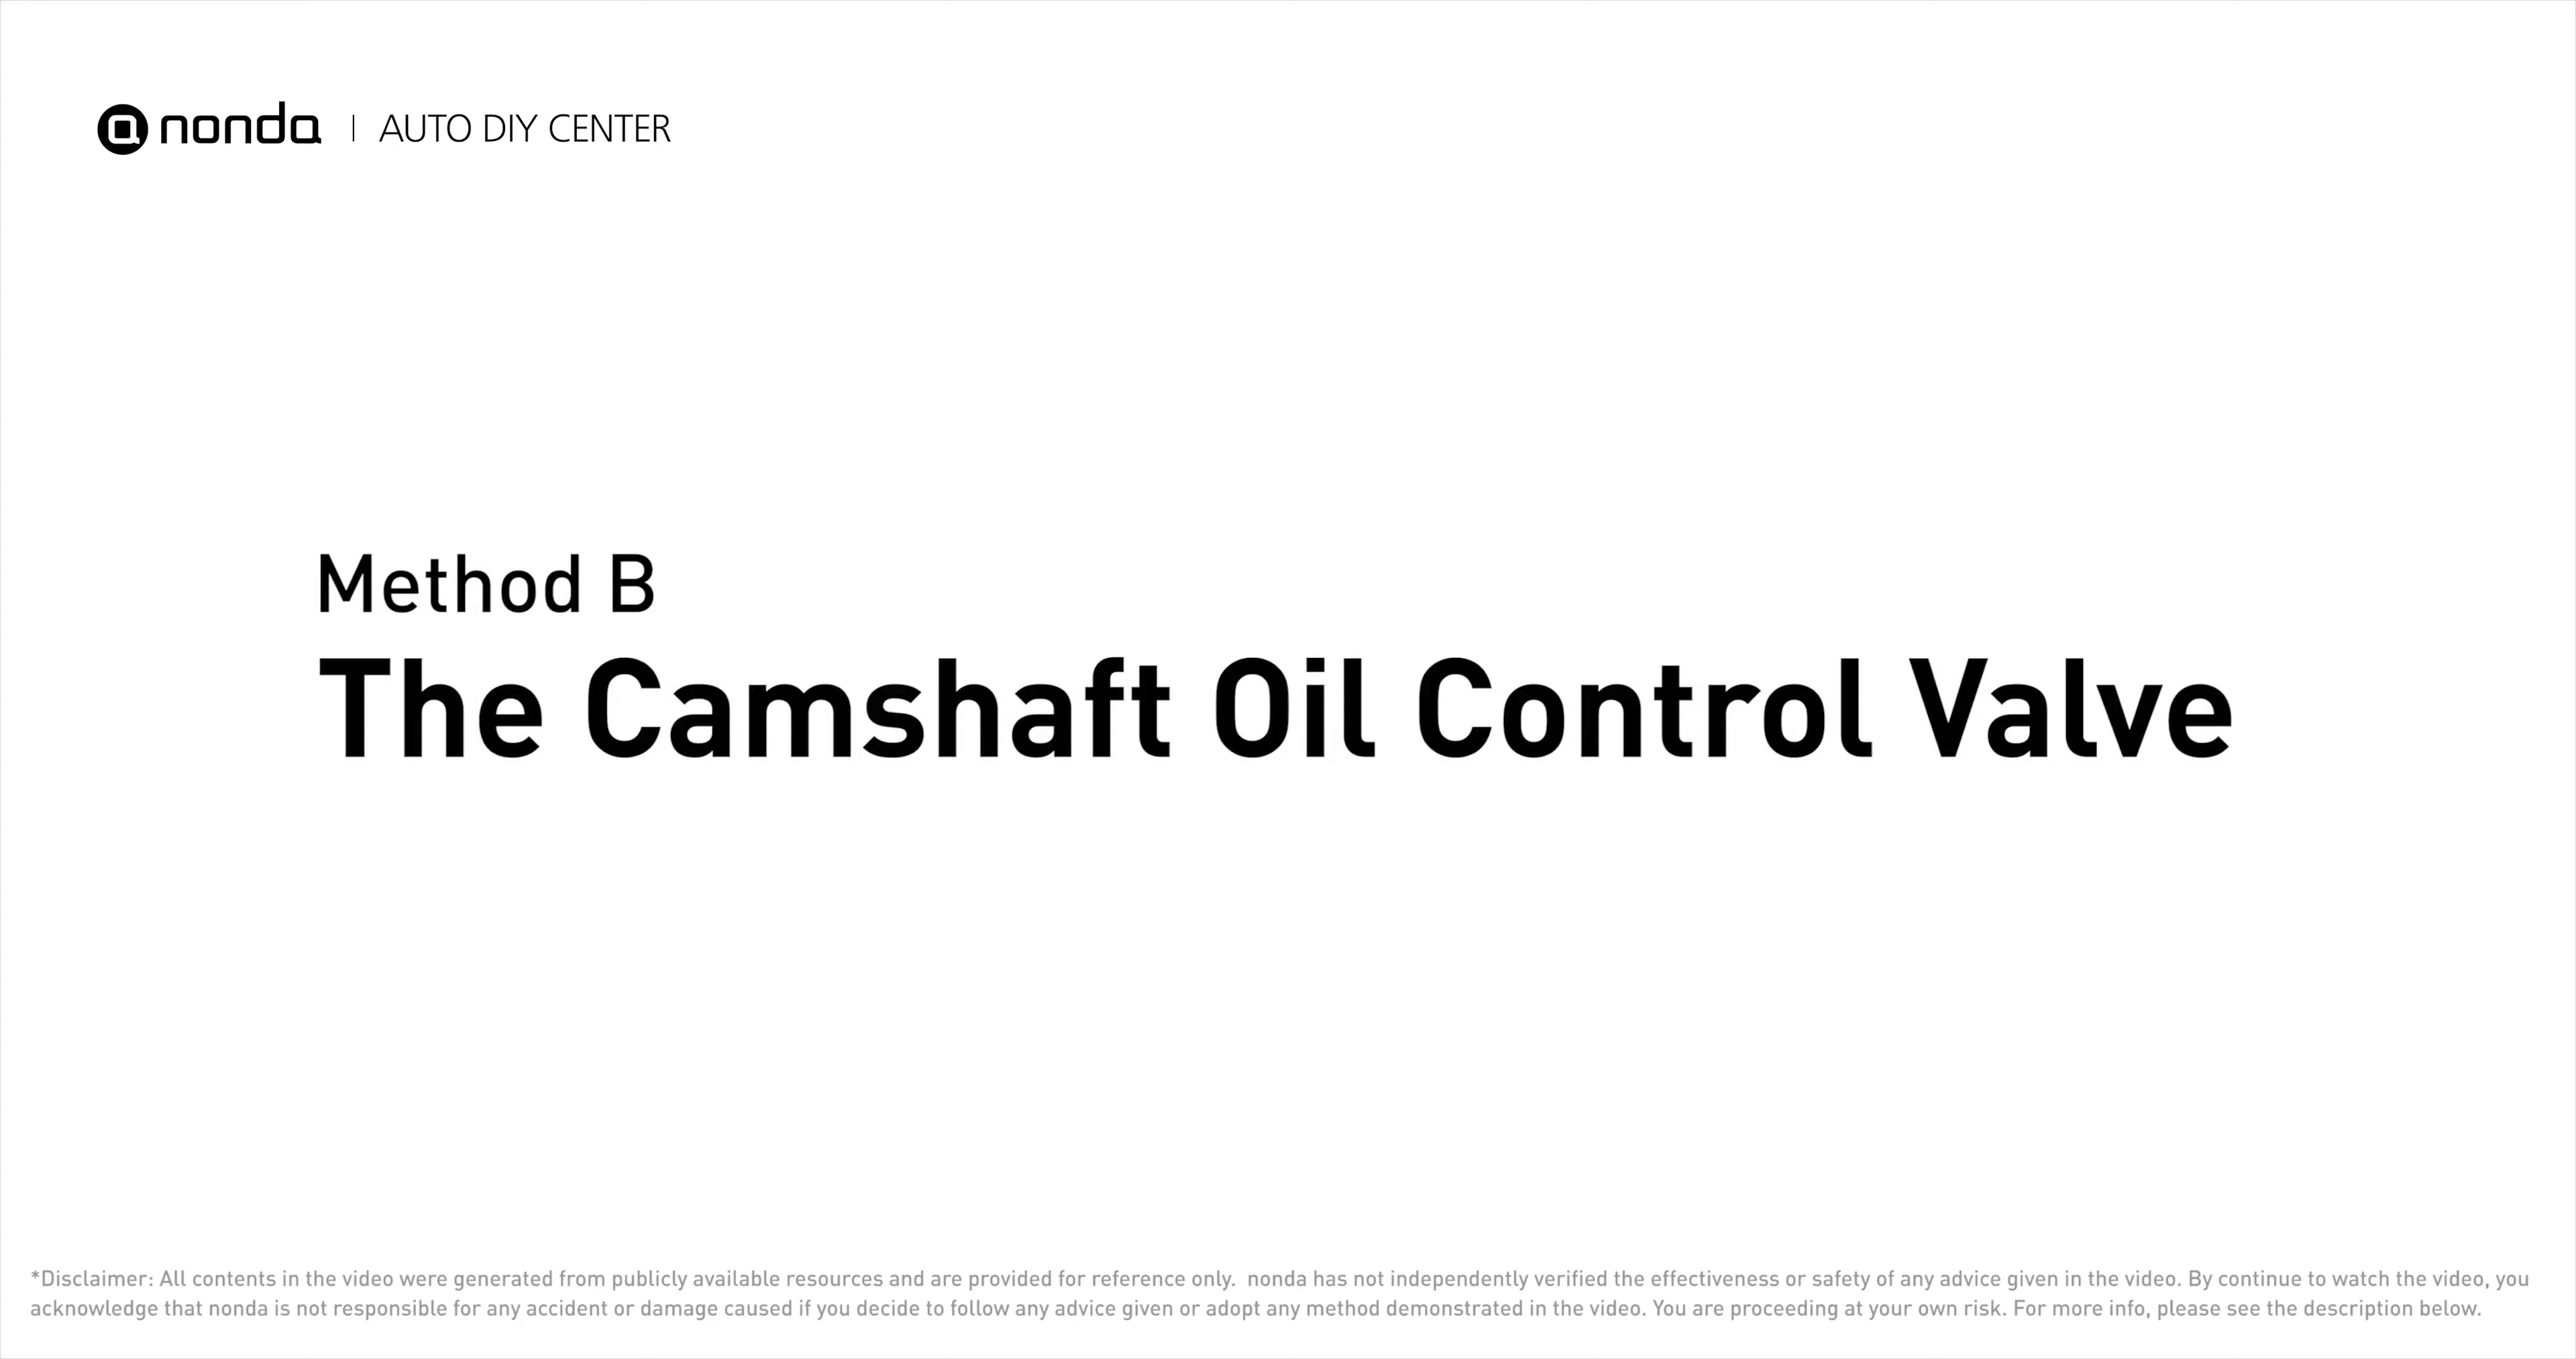 nonda | AUTO DIY CENTER
Method B
The Camshaft Oil Control Valve
*Disclaimer: All contents in the video were generated from publicly available resources and are provided for reference only.  nonda has not independently verified the effectiveness or safety of any advice given in the video. By continue to watch the video, you
acknowledge that nonda is not responsible for any accident or damage caused if you decide to follow any advice given or adopt any method demonstrated in the video. You are proceeding at your own risk. For more info, please see the description below.